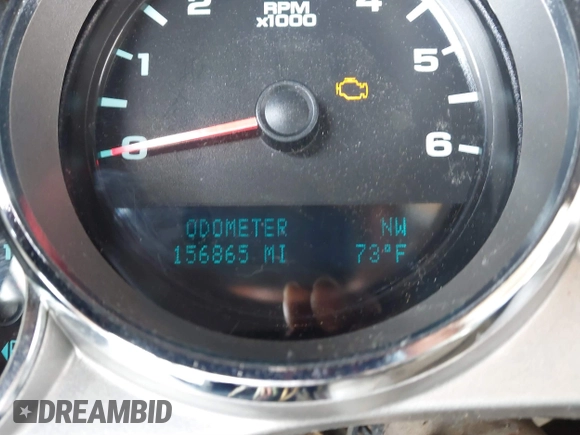 2
RPM
x1000
4
1
5
0
6
ODOMETER NW
156865 MI 73°F
DREAMBID